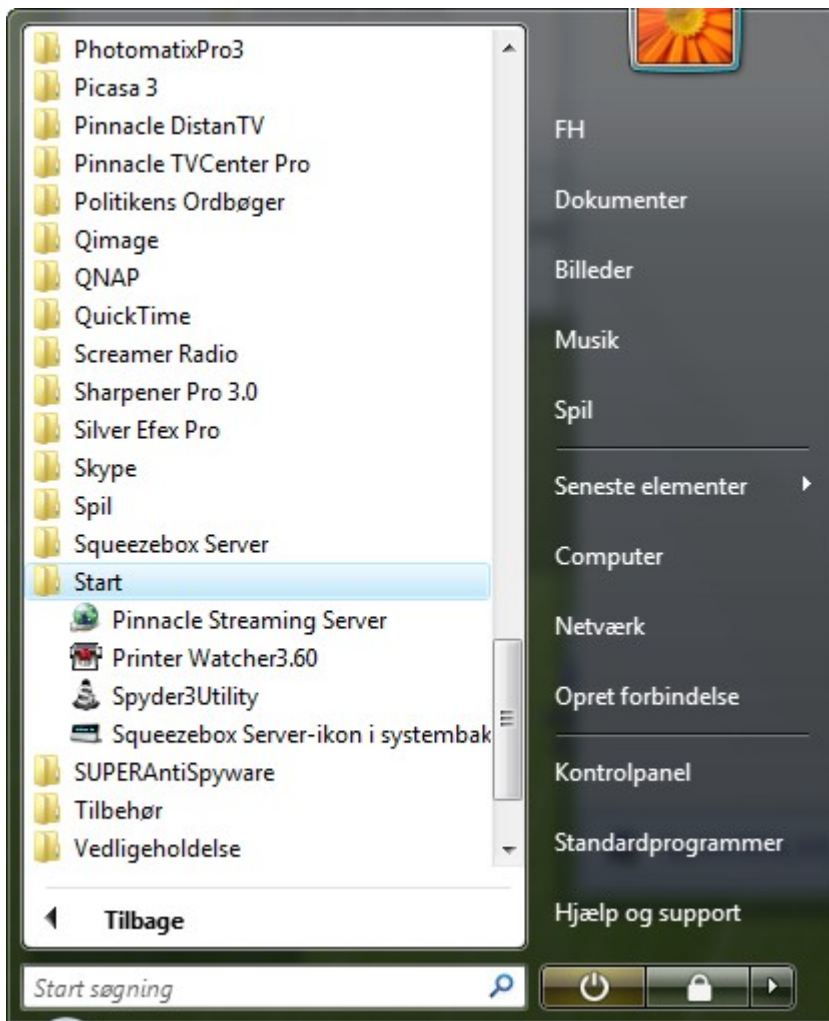 PhotomatixPro3
Picasa 3
Pinnacle DistanTV
Pinnacle TVCenter Pro
Politikens Ordbøger
Qimage
QNAP
QuickTime
Screamer Radio
Sharpener Pro 3.0
Silver Efex Pro
Skype
Spil
Squeezebox Server
Start
Pinnacle Streaming Server
Printer Watcher3.60
Spyder3Utility
Squeezebox Server-ikon i systembak
SUPERAntiSpyware
Tilbehør
Vedligeholdelse
Tilbage
Start søgning
FH
Dokumenter
Billeder
Musik
Spil
Seneste elementer
Computer
Netværk
Opret forbindelse
Kontrolpanel
Standardprogrammer
Hjælp og support